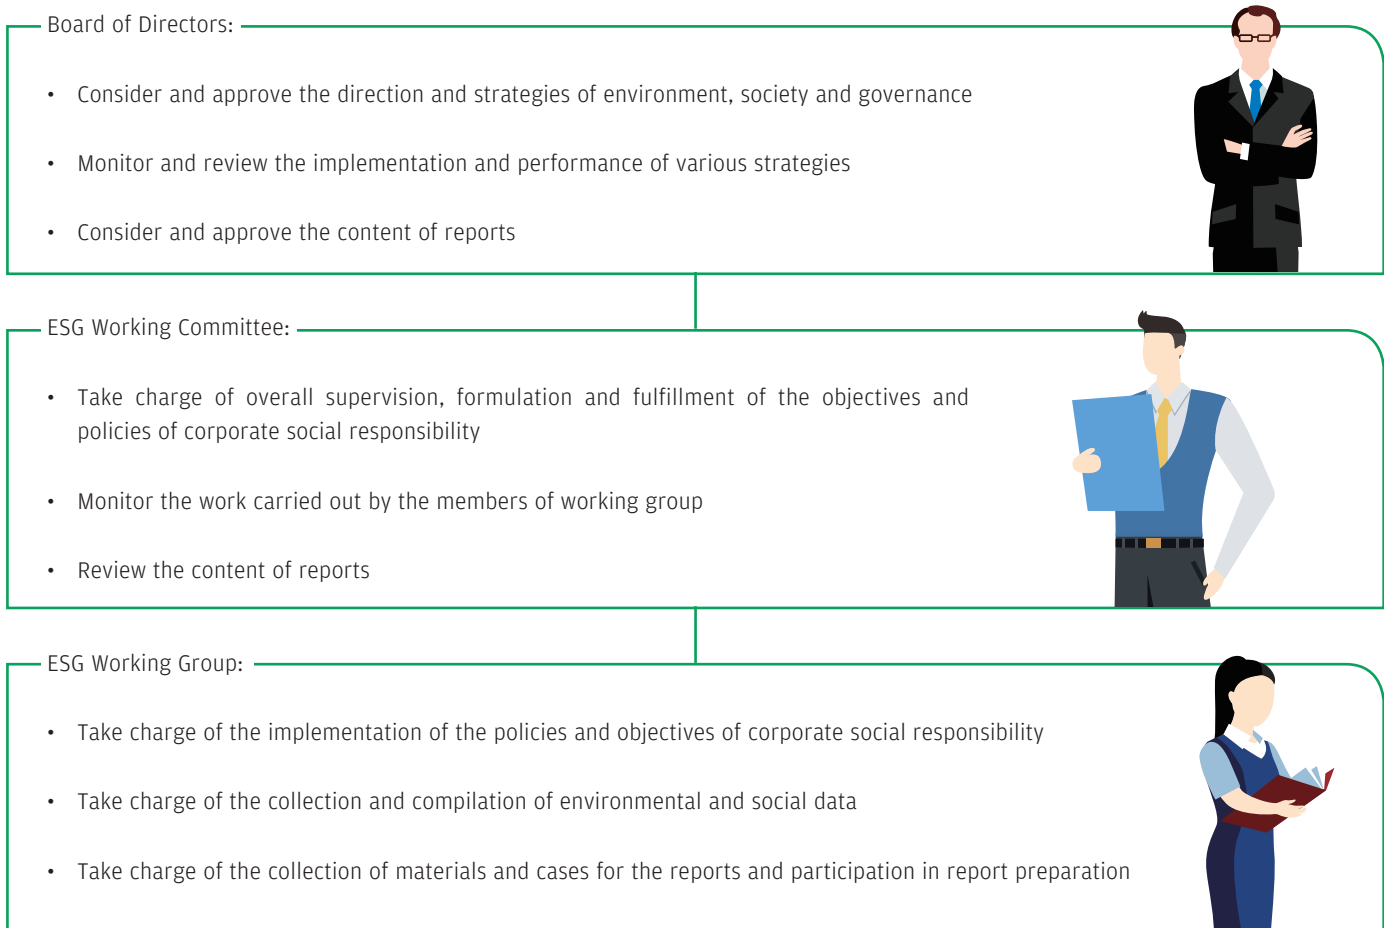 Board of Directors:
• Consider and approve the direction and strategies of environment, society and governance
• Monitor and review the implementation and performance of various strategies
• Consider and approve the content of reports
ESG Working Committee:
• Take charge of overall supervision, formulation and fulfillment of the objectives and
policies of corporate social responsibility
• Monitor the work carried out by the members of working group
• Review the content of reports
ESG Working Group:
• Take charge of the implementation of the policies and objectives of corporate social responsibility
• Take charge of the collection and compilation of environmental and social data
• Take charge of the collection of materials and cases for the reports and participation in report preparation